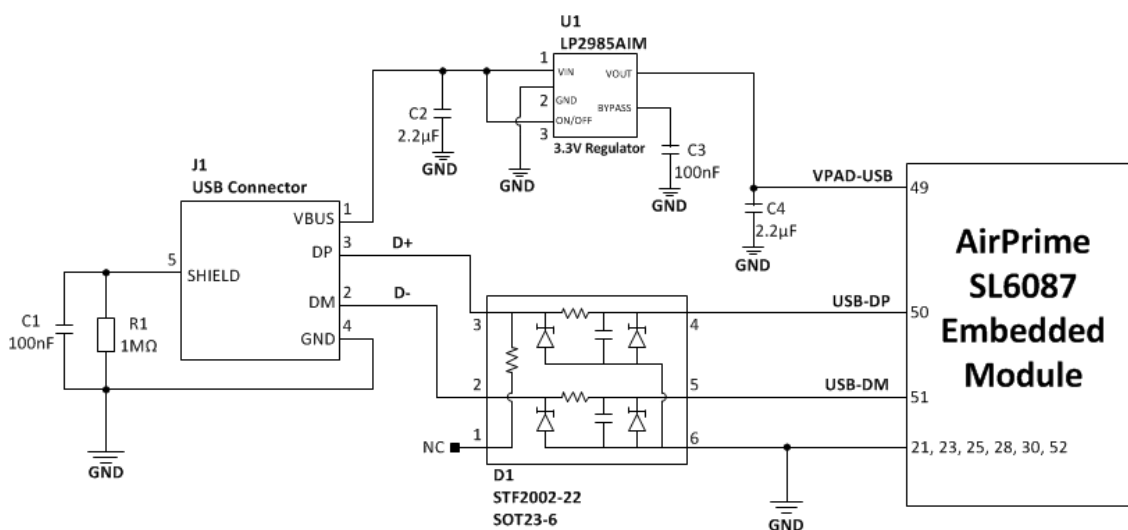 U1
LP2985AIM
1
VIN
VOUT
2
GND
BYPASS
3
ON/OFF
3.3V Regulator
C2
2.2µF
GND
GND
C3
100nF
GND
J1
USB Connector
VBUS
1
DP
3
D+
DM
2
D-
GND
4
5
SHIELD
C1
100nF
R1
1MΩ
GND
VPAD-USB
49
C4
2.2µF
GND
AirPrime
SL6087
Embedded
Module
USB-DP
50
USB-DM
51
21, 23, 25, 28, 30, 52
3
4
2
5
1
6
NC
D1
STF2002-22
SOT23-6
GND